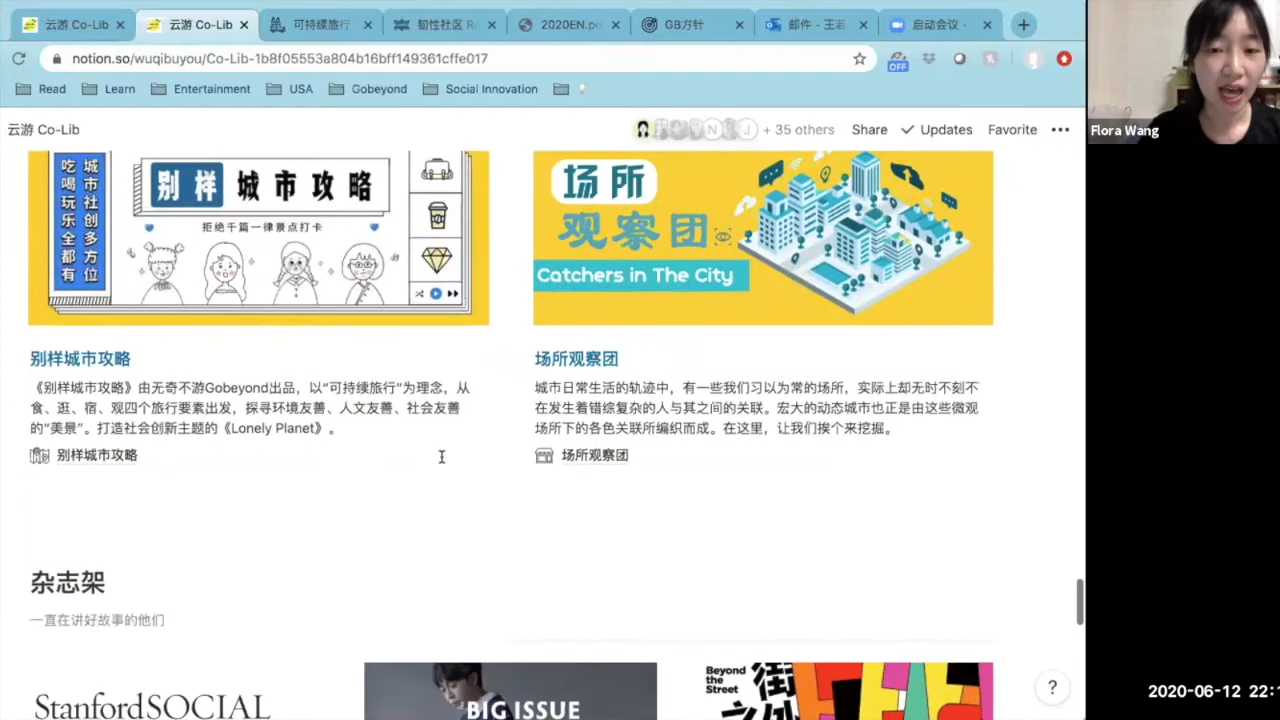 云游 Co-Lib
云游 Co-Lib
可持续旅行
韧性社区 R
2020EN.p
GB方针
邮件 - 王
启动会议 -
notion.so/wuqibuyou/Co-Lib-1b8f05553a804b16bff149361cffe017
OFF
Read
Learn
Entertainment
USA
Gobeyond
Social Innovation
云游 Co-Lib
N
J
+ 35 others
Share
Updates
Favorite
Flora Wang
城市社创多方位
吃喝玩乐全都有
别样城市攻略
拒绝千篇一律景点打卡
场所
观察团
Catchers in The City
别样城市攻略
《别样城市攻略》由无奇不游Gobeyond出品，以“可持续旅行”为理念，从
食、逛、宿、观四个旅行要素出发，探寻环境友善、人文友善、社会友善
的“美景”。打造社会创新主题的《Lonely Planet》。
别样城市攻略
场所观察团
城市日常生活的轨迹中，有一些我们习以为常的场所，实际上却无时不刻不
在发生着错综复杂的人与其之间的关联。宏大的动态城市也正是由这些微观
场所下的各色关联所编织而成。在这里，让我们挨个来挖掘。
场所观察团
杂志架
一直在讲好故事的他们
StanfordSOCIAL
BIG ISSUE
Beyond
the
Street
街
?
2020-06-12 22: